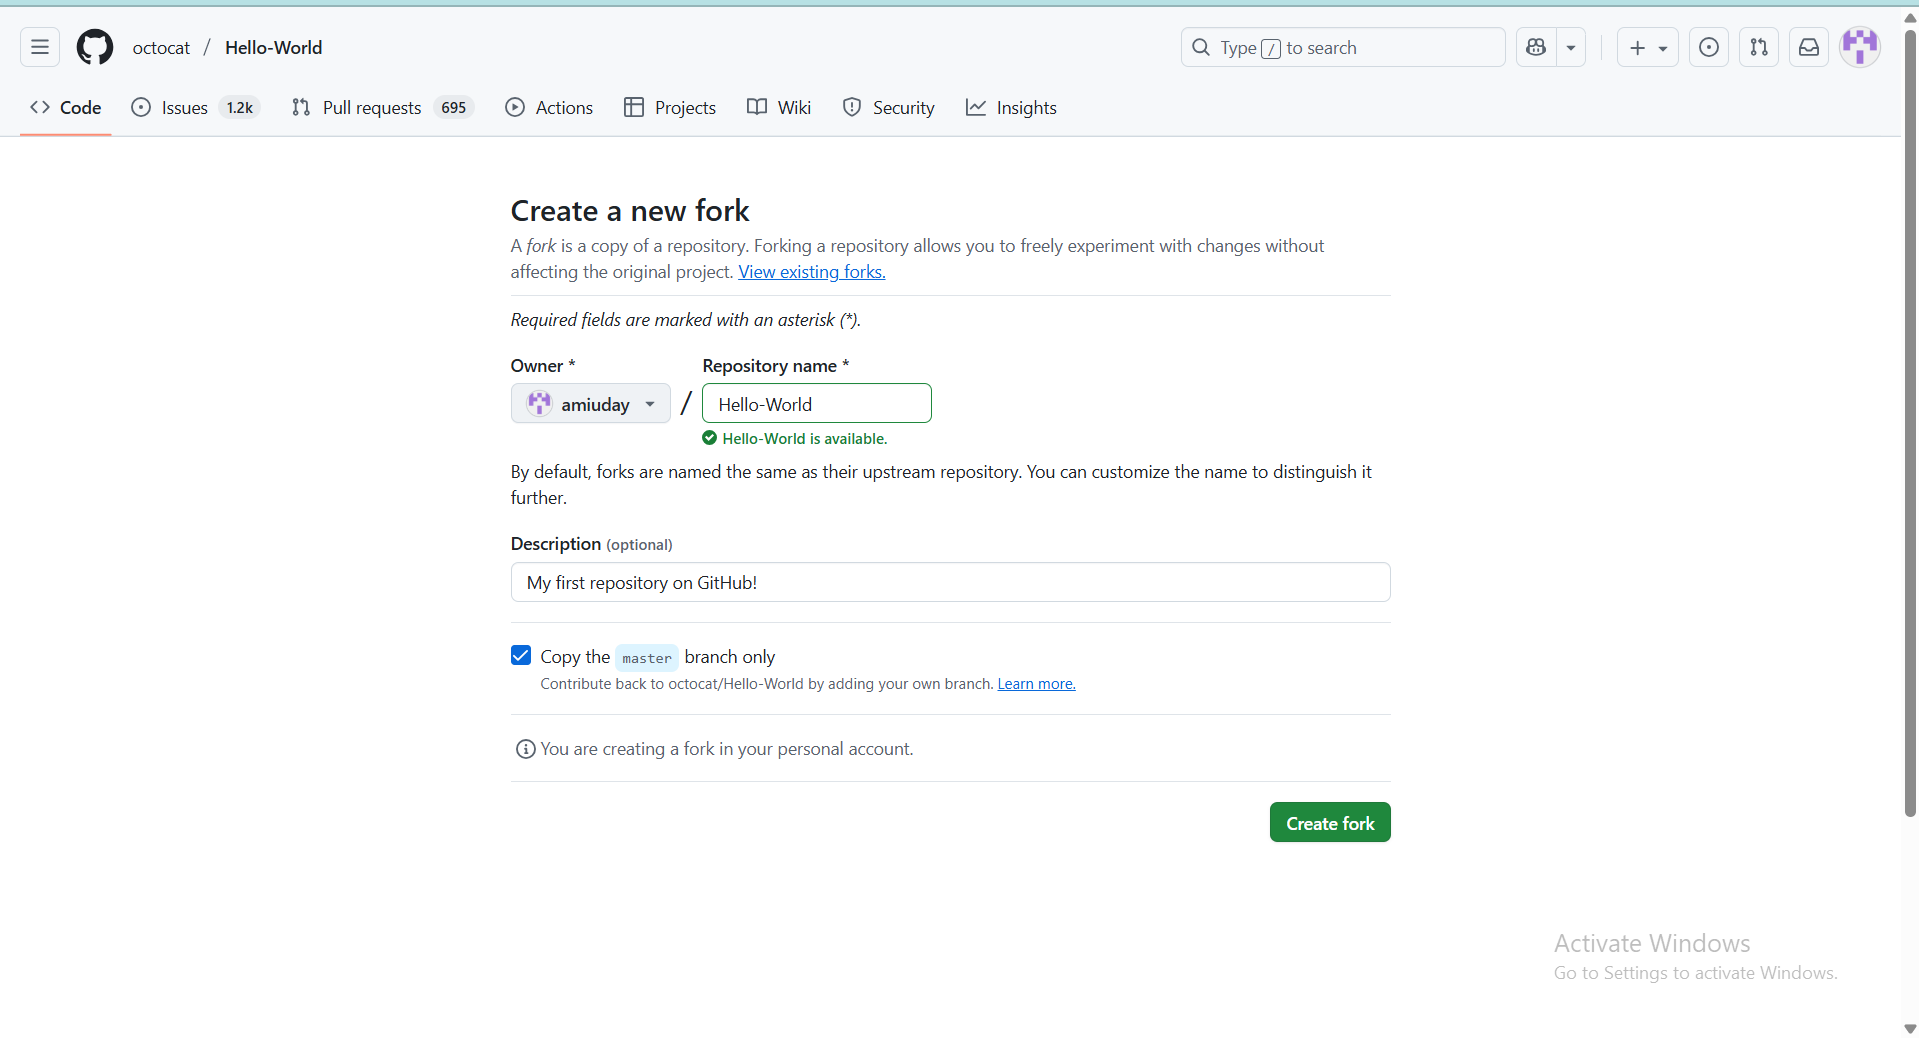 octocat / Hello-World
Type / to search
Code
Issues 1.2k
Pull requests 695
Actions
Projects
Wiki
Security
Insights
Create a new fork
A fork is a copy of a repository. Forking a repository allows you to freely experiment with changes without
affecting the original project. View existing forks.
Required fields are marked with an asterisk (*).
Owner *
Repository name *
amiuday / Hello-World
Hello-World is available.
By default, forks are named the same as their upstream repository. You can customize the name to distinguish it
further.
Description (optional)
My first repository on GitHub!
Copy the master branch only
Contribute back to octocat/Hello-World by adding your own branch. Learn more.
You are creating a fork in your personal account.
Create fork
Activate Windows
Go to Settings to activate Windows.